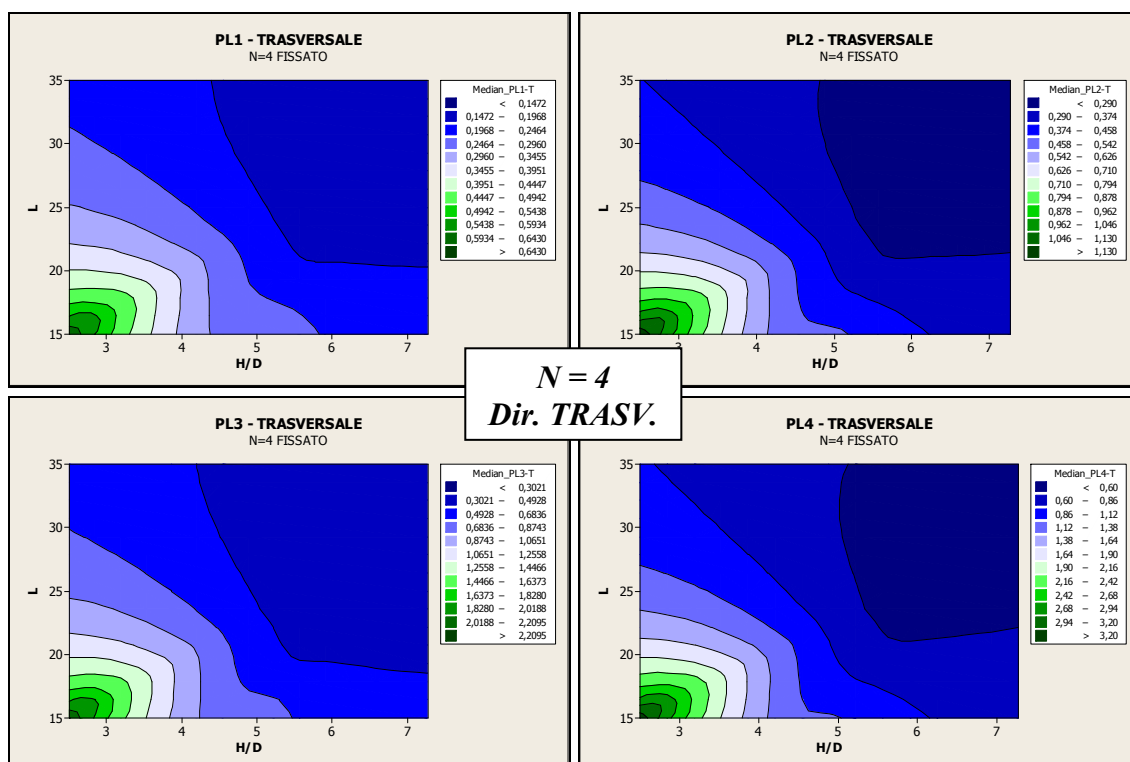 PL1 - TRASVERSALE
N=4 FISSATO
35
30
25
20
15
L
3 4 5 6 7
H/D
Median_PL1-T
< 0,1472
0,1472 – 0,1968
0,1968 – 0,2464
0,2464 – 0,2960
0,2960 – 0,3455
0,3455 – 0,3951
0,3951 – 0,4447
0,4447 – 0,4942
0,4942 – 0,5438
0,5438 – 0,5934
0,5934 – 0,6430
> 0,6430
PL2 - TRASVERSALE
N=4 FISSATO
35
30
25
20
15
L
3 4 5 6 7
H/D
Median_PL2-T
< 0,290
0,290 – 0,374
0,374 – 0,458
0,458 – 0,542
0,542 – 0,626
0,626 – 0,710
0,710 – 0,794
0,794 – 0,878
0,878 – 0,962
0,962 – 1,046
1,046 – 1,130
> 1,130
N = 4
Dir. TRASV.
PL3 - TRASVERSALE
N=4 FISSATO
35
30
25
20
15
L
3 4 5 6 7
H/D
Median_PL3-T
< 0,3021
0,3021 – 0,4928
0,4928 – 0,6836
0,6836 – 0,8743
0,8743 – 1,0651
1,0651 – 1,2558
1,2558 – 1,4466
1,4466 – 1,6373
1,6373 – 1,8280
1,8280 – 2,0188
2,0188 – 2,2095
> 2,2095
PL4 - TRASVERSALE
N=4 FISSATO
35
30
25
20
15
L
3 4 5 6 7
H/D
Median_PL4-T
< 0,60
0,60 – 0,86
0,86 – 1,12
1,12 – 1,38
1,38 – 1,64
1,64 – 1,90
1,90 – 2,16
2,16 – 2,42
2,42 – 2,68
2,68 – 2,94
2,94 – 3,20
> 3,20